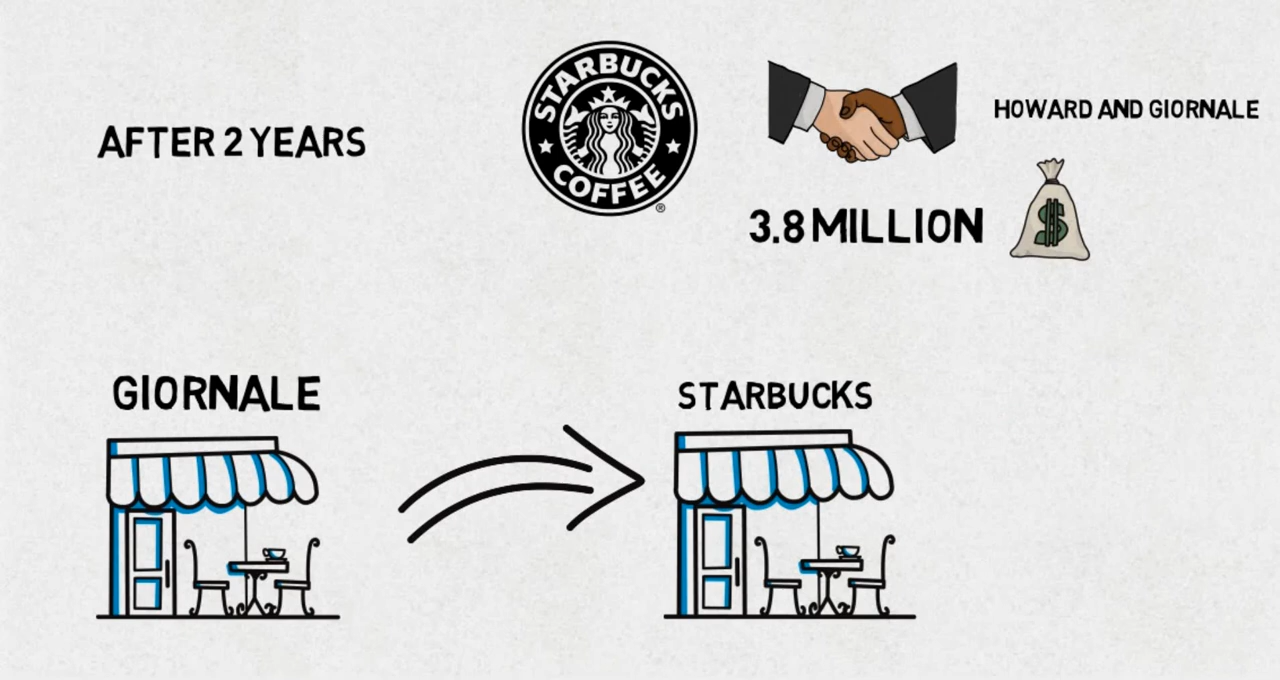 AFTER 2 YEARS
STARBUCKS
COFFEE
®
HOWARD AND GIORNALE
3.8 MILLION
$
GIORNALE
STARBUCKS